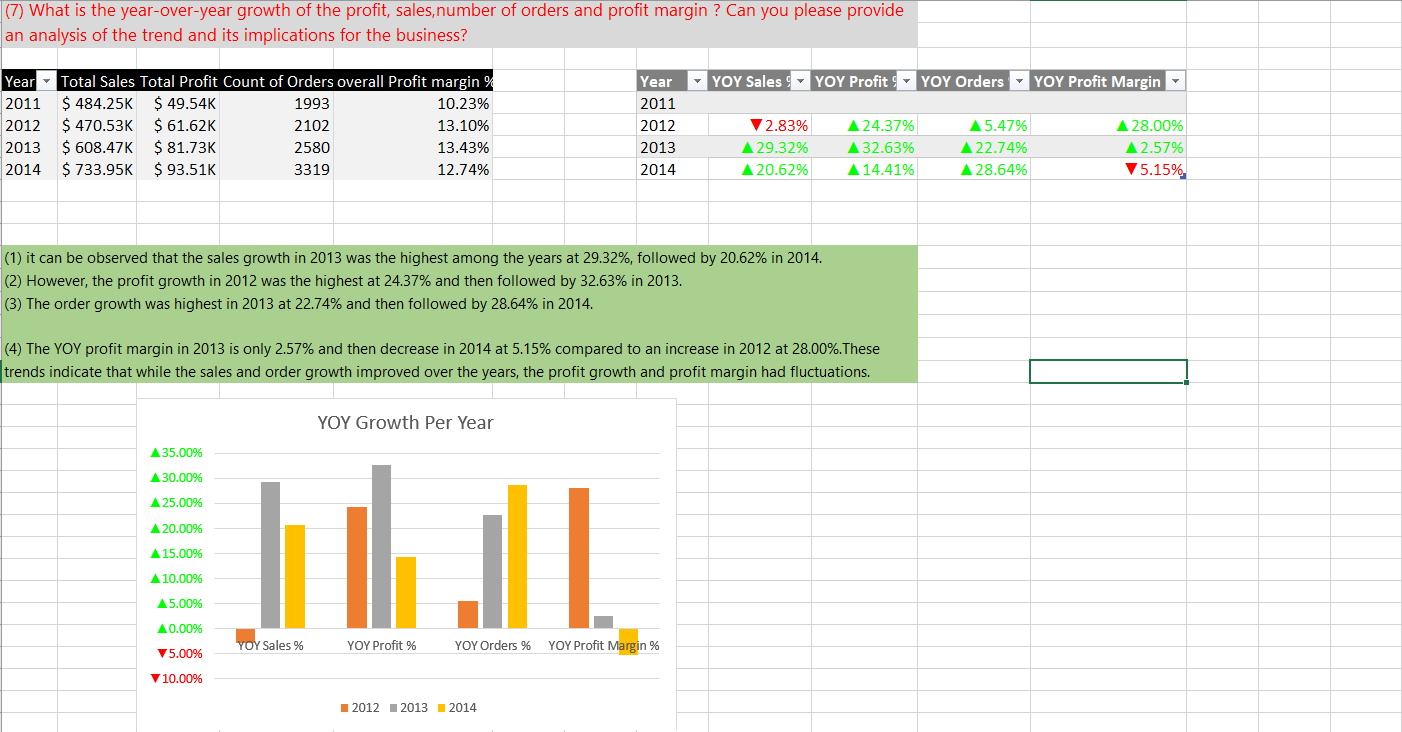 (7) What is the year-over-year growth of the profit, sales,number of orders and profit margin ? Can you please provide
an analysis of the trend and its implications for the business?
Year Total Sales Total Profit Count of Orders overall Profit margin %
2011 $ 484.25K $ 49.54K 1993 10.23%
2012 $ 470.53K $ 61.62K 2102 13.10%
2013 $ 608.47K $ 81.73K 2580 13.43%
2014 $ 733.95K $ 93.51K 3319 12.74%
Year YOY Sales YOY Profit YOY Orders YOY Profit Margin
2011
2012 ▼2.83% ▲24.37% ▲5.47% ▲28.00%
2013 ▲29.32% ▲32.63% ▲22.74% ▲2.57%
2014 ▲20.62% ▲14.41% ▲28.64% ▼5.15%
(1) it can be observed that the sales growth in 2013 was the highest among the years at 29.32%, followed by 20.62% in 2014.
(2) However, the profit growth in 2012 was the highest at 24.37% and then followed by 32.63% in 2013.
(3) The order growth was highest in 2013 at 22.74% and then followed by 28.64% in 2014.
(4) The YOY profit margin in 2013 is only 2.57% and then decrease in 2014 at 5.15% compared to an increase in 2012 at 28.00%.These
trends indicate that while the sales and order growth improved over the years, the profit growth and profit margin had fluctuations.
YOY Growth Per Year
▲35.00%
▲30.00%
▲25.00%
▲20.00%
▲15.00%
▲10.00%
▲5.00%
▲0.00%
YOY Sales % YOY Profit % YOY Orders % YOY Profit Margin %
▼5.00%
▼10.00%
2012 2013 2014